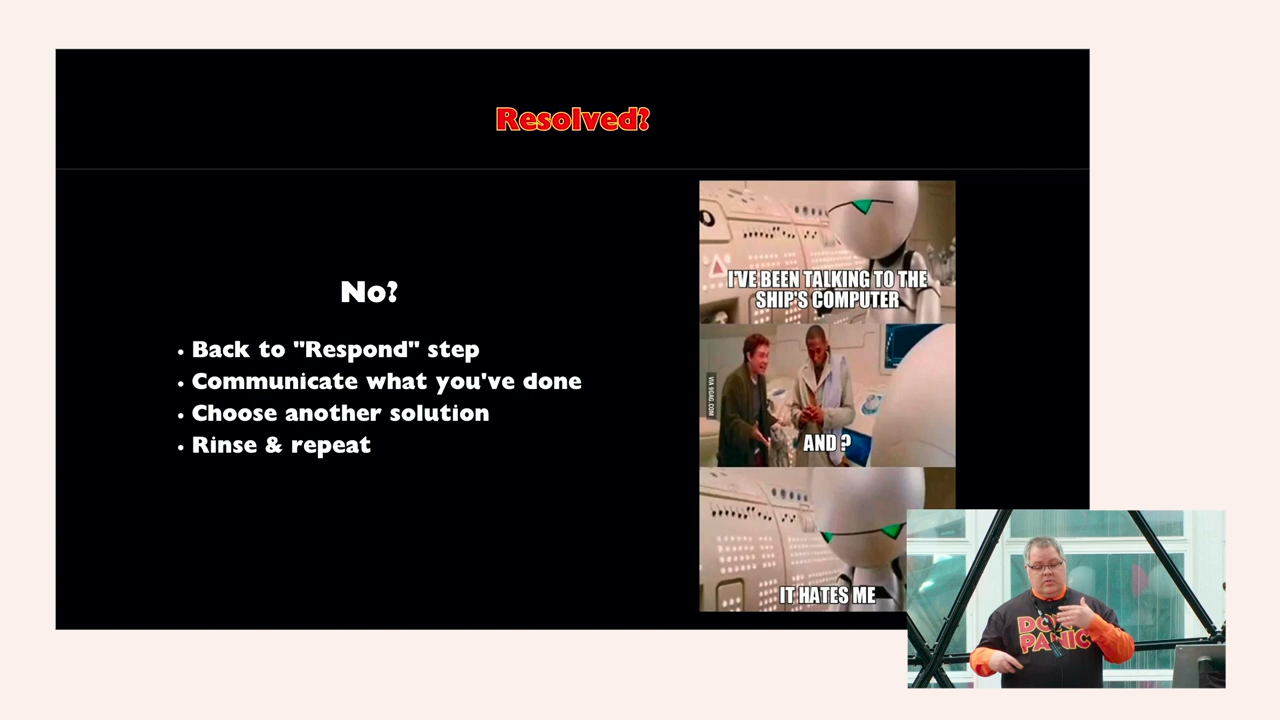 Resolved?
No?
• Back to "Respond" step
• Communicate what you've done
• Choose another solution
• Rinse & repeat
I'VE BEEN TALKING TO THE
SHIP'S COMPUTER
VIA 9GAG.COM
AND ?
IT HATES ME
DON'T
PANIC